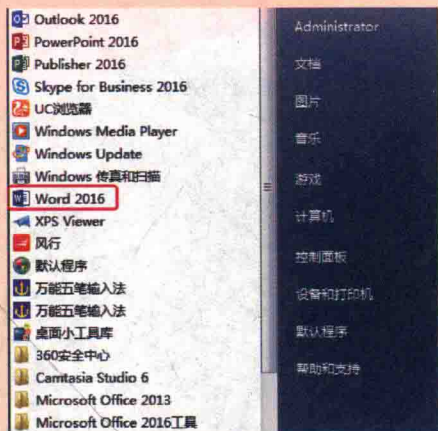 Outlook 2016
PowerPoint 2016
Publisher 2016
Skype for Business 2016
UC浏览器
Windows Media Player
Windows Update
Windows 传真和扫描
Word 2016
XPS Viewer
风行
默认程序
万能五笔输入法
万能五笔输入法
桌面小工具库
360安全中心
Camtasia Studio 6
Microsoft Office 2013
Microsoft Office 2016工具
Administrator
文档
图片
音乐
游戏
计算机
控制面板
设备和打印机
默认程序
帮助和支持